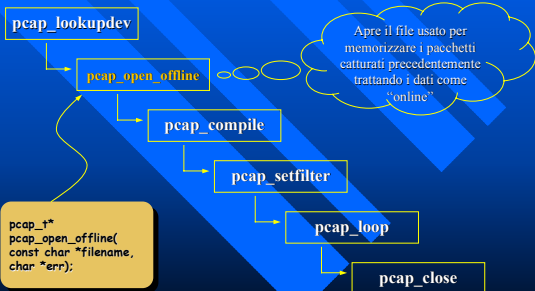 pcap_lookupdev
pcap_open_offline
Apre il file usato per
memorizzare i pacchetti
catturati precedentemente
trattando i dati come
“online”
pcap_compile
pcap_setfilter
pcap_loop
pcap_close
pcap_t*
pcap_open_offline(
const char *filename,
char *err);